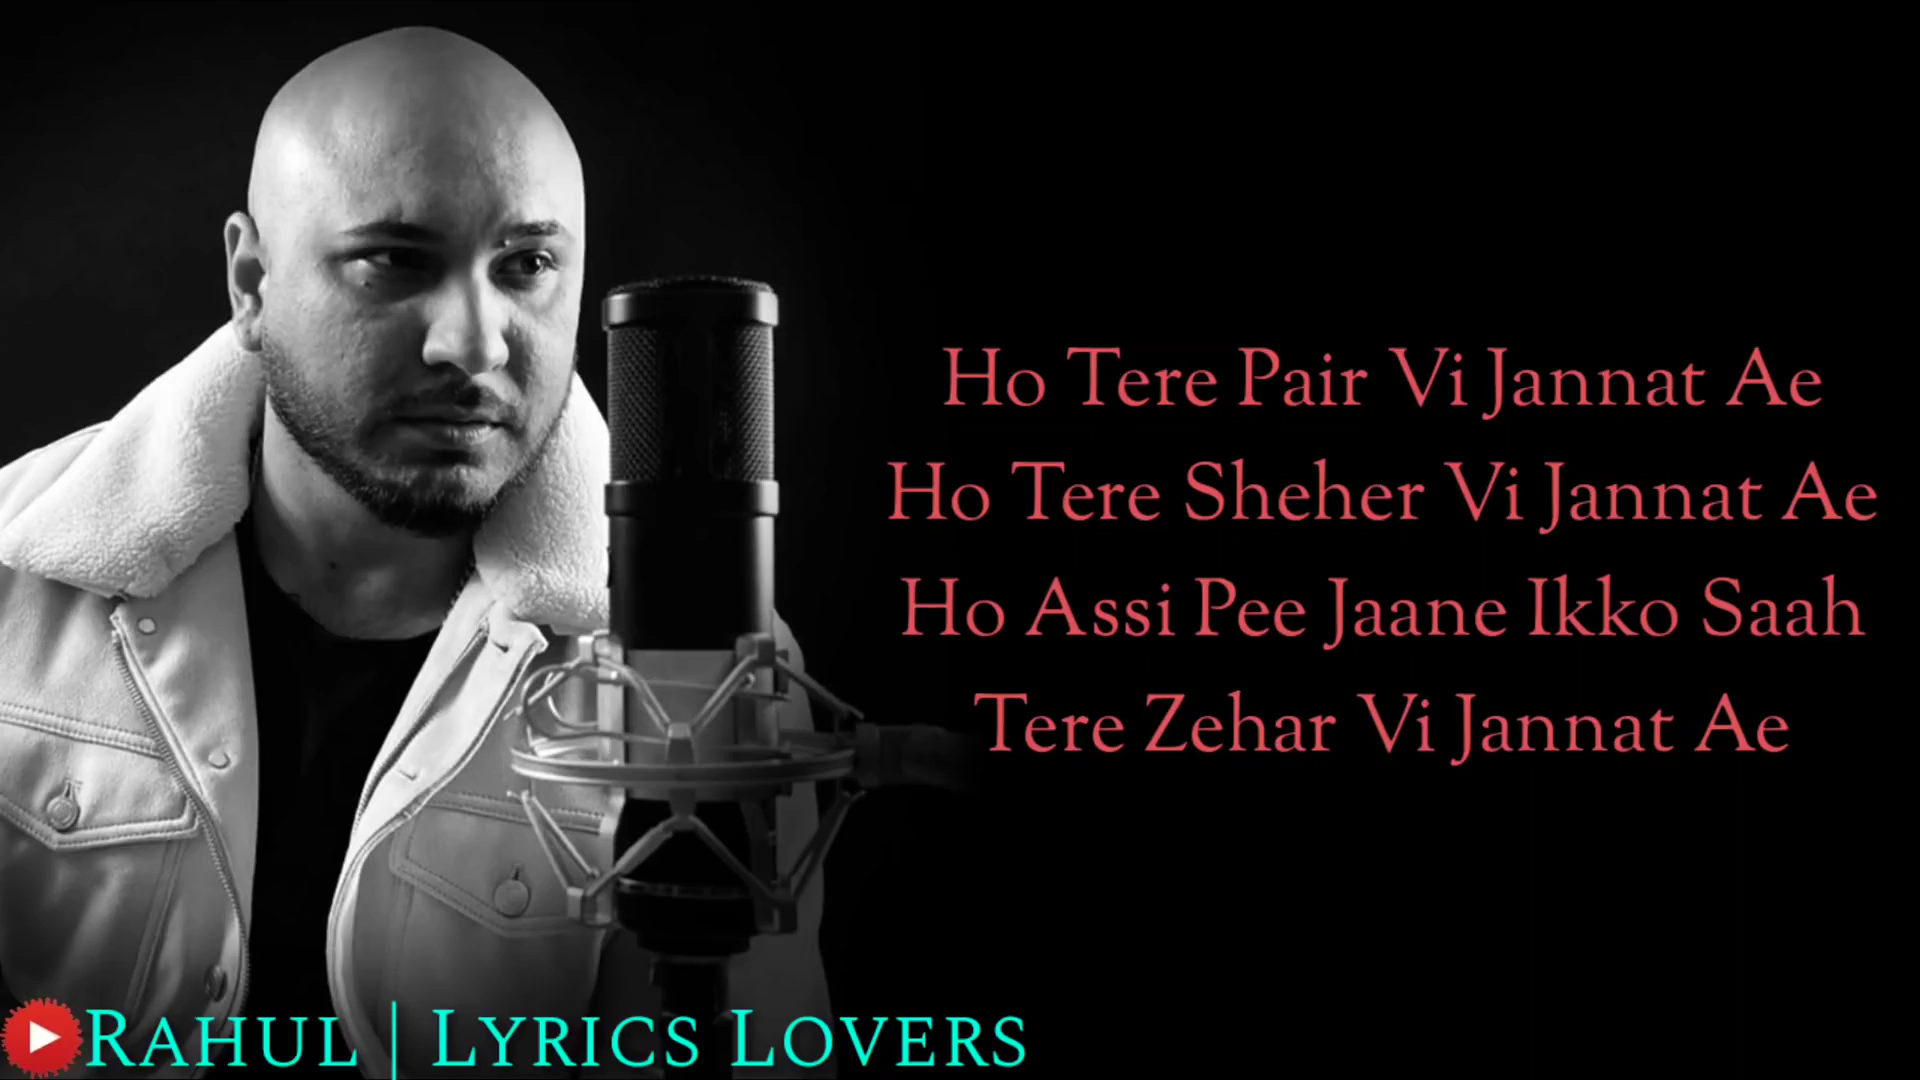 Ho Tere Pair Vi Jannat Ae
Ho Tere Sheher Vi Jannat Ae
Ho Assi Pee Jaane Ikko Saah
Tere Zehar Vi Jannat Ae
Rahul | Lyrics Lovers